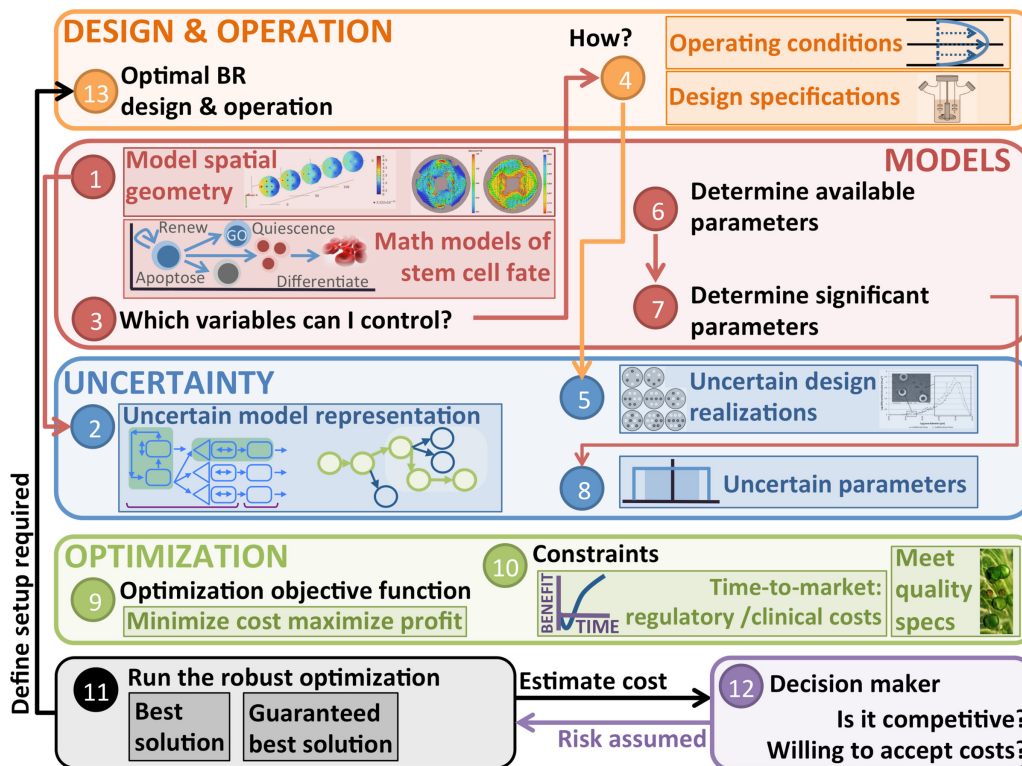 DESIGN & OPERATION
13
Optimal BR
design & operation
How?
4
Operating conditions
Design specifications
MODELS
1
Model spatial
geometry
Renew
GO
Quiescence
Apoptose
Differentiate
Math models of
stem cell fate
3
Which variables can I control?
6
Determine available
parameters
7
Determine significant
parameters
UNCERTAINTY
2
Uncertain model representation
5
Uncertain design
realizations
8
Uncertain parameters
OPTIMIZATION
9
Optimization objective function
Minimize cost maximize profit
10
Constraints
BENEFIT
TIME
Time-to-market:
regulatory /clinical costs
Meet
quality
specs
Define setup required
11
Run the robust optimization
Best
solution
Guaranteed
best solution
Estimate cost
Risk assumed
12
Decision maker
Is it competitive?
Willing to accept costs?